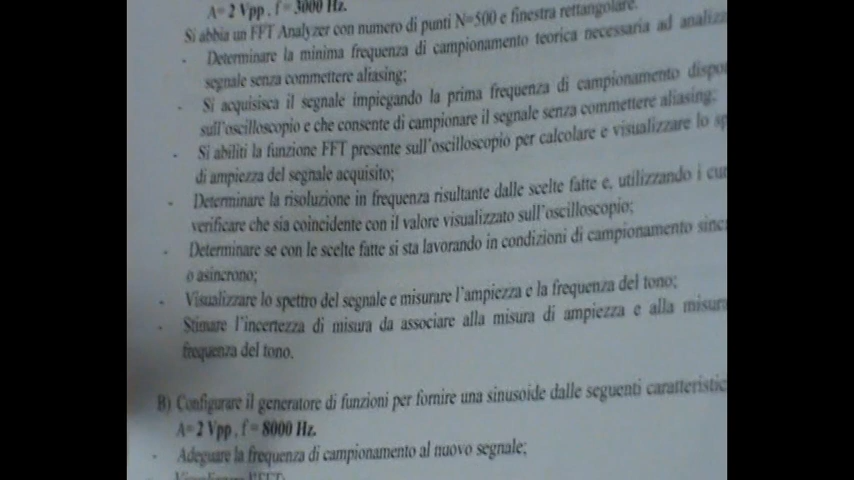 A= 2 Vpp , f = 3000 Hz.
Si abbia un FFT Analyzer con numero di punti N=500 e finestra rettangolare.
- Determinare la minima frequenza di campionamento teorica necessaria ad analizza
segnale senza commettere aliasing;
- Si acquisisca il segnale impiegando la prima frequenza di campionamento dispo
sull'oscilloscopio e che consente di campionare il segnale senza commettere aliasing;
- Si abiliti la funzione FFT presente sull'oscilloscopio per calcolare e visualizzare lo sp
di ampiezza del segnale acquisito;
- Determinare la risoluzione in frequenza risultante dalle scelte fatte e, utilizzando i cu
verificare che sia coincidente con il valore visualizzato sull'oscilloscopio;
- Determinare se con le scelte fatte si sta lavorando in condizioni di campionamento sinc
o asincrono;
- Visualizzare lo spettro del segnale e misurare l'ampiezza e la frequenza del tono;
- Stimare l'incertezza di misura da associare alla misura di ampiezza e alla misura
frequenza del tono.
B) Configurare il generatore di funzioni per fornire una sinusoide dalle seguenti caratteristic
A= 2 Vpp , f = 8000 Hz.
- Adeguare la frequenza di campionamento al nuovo segnale;